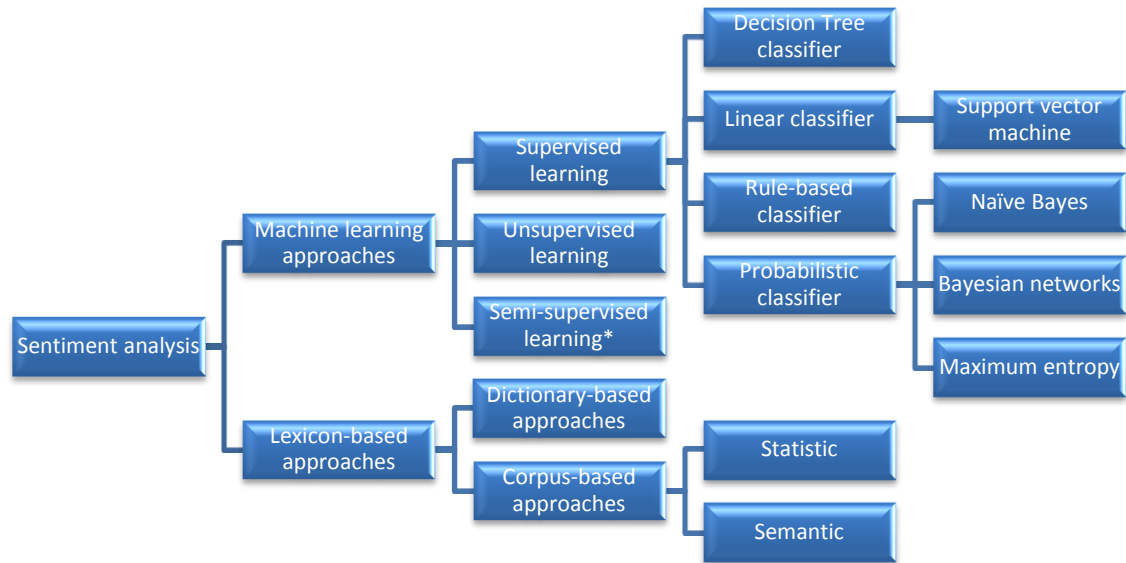 Sentiment analysis
Machine learning
approaches
Lexicon-based
approaches
Supervised
learning
Unsupervised
learning
Semi-supervised
learning*
Dictionary-based
approaches
Corpus-based
approaches
Decision Tree
classifier
Linear classifier
Rule-based
classifier
Probabilistic
classifier
Statistic
Semantic
Support vector
machine
Naïve Bayes
Bayesian networks
Maximum entropy